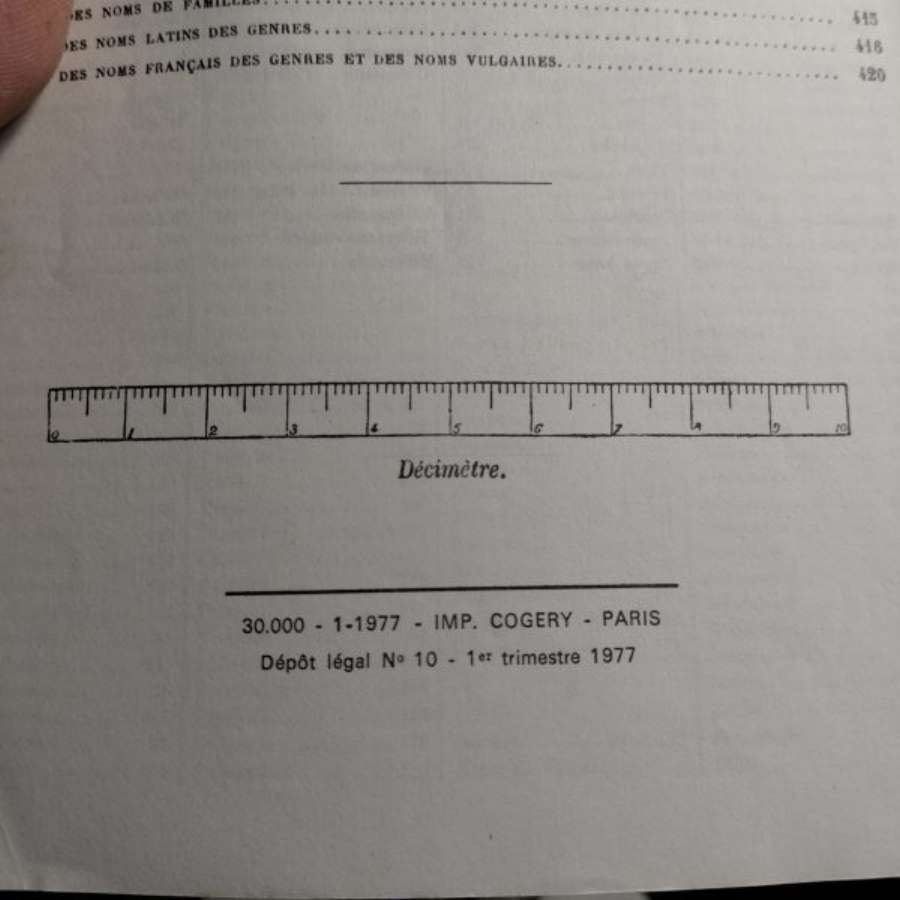 DES NOMS DE FAMILLES. 415
DES NOMS LATINS DES GENRES. 416
DES NOMS FRANÇAIS DES GENRES ET DES NOMS VULGAIRES. 420
0 1 2 3 4 5 6 7 8 9 10
Décimètre.
30.000 - 1-1977 - IMP. COGERY - PARIS
Dépôt légal Nº 10 - 1er trimestre 1977